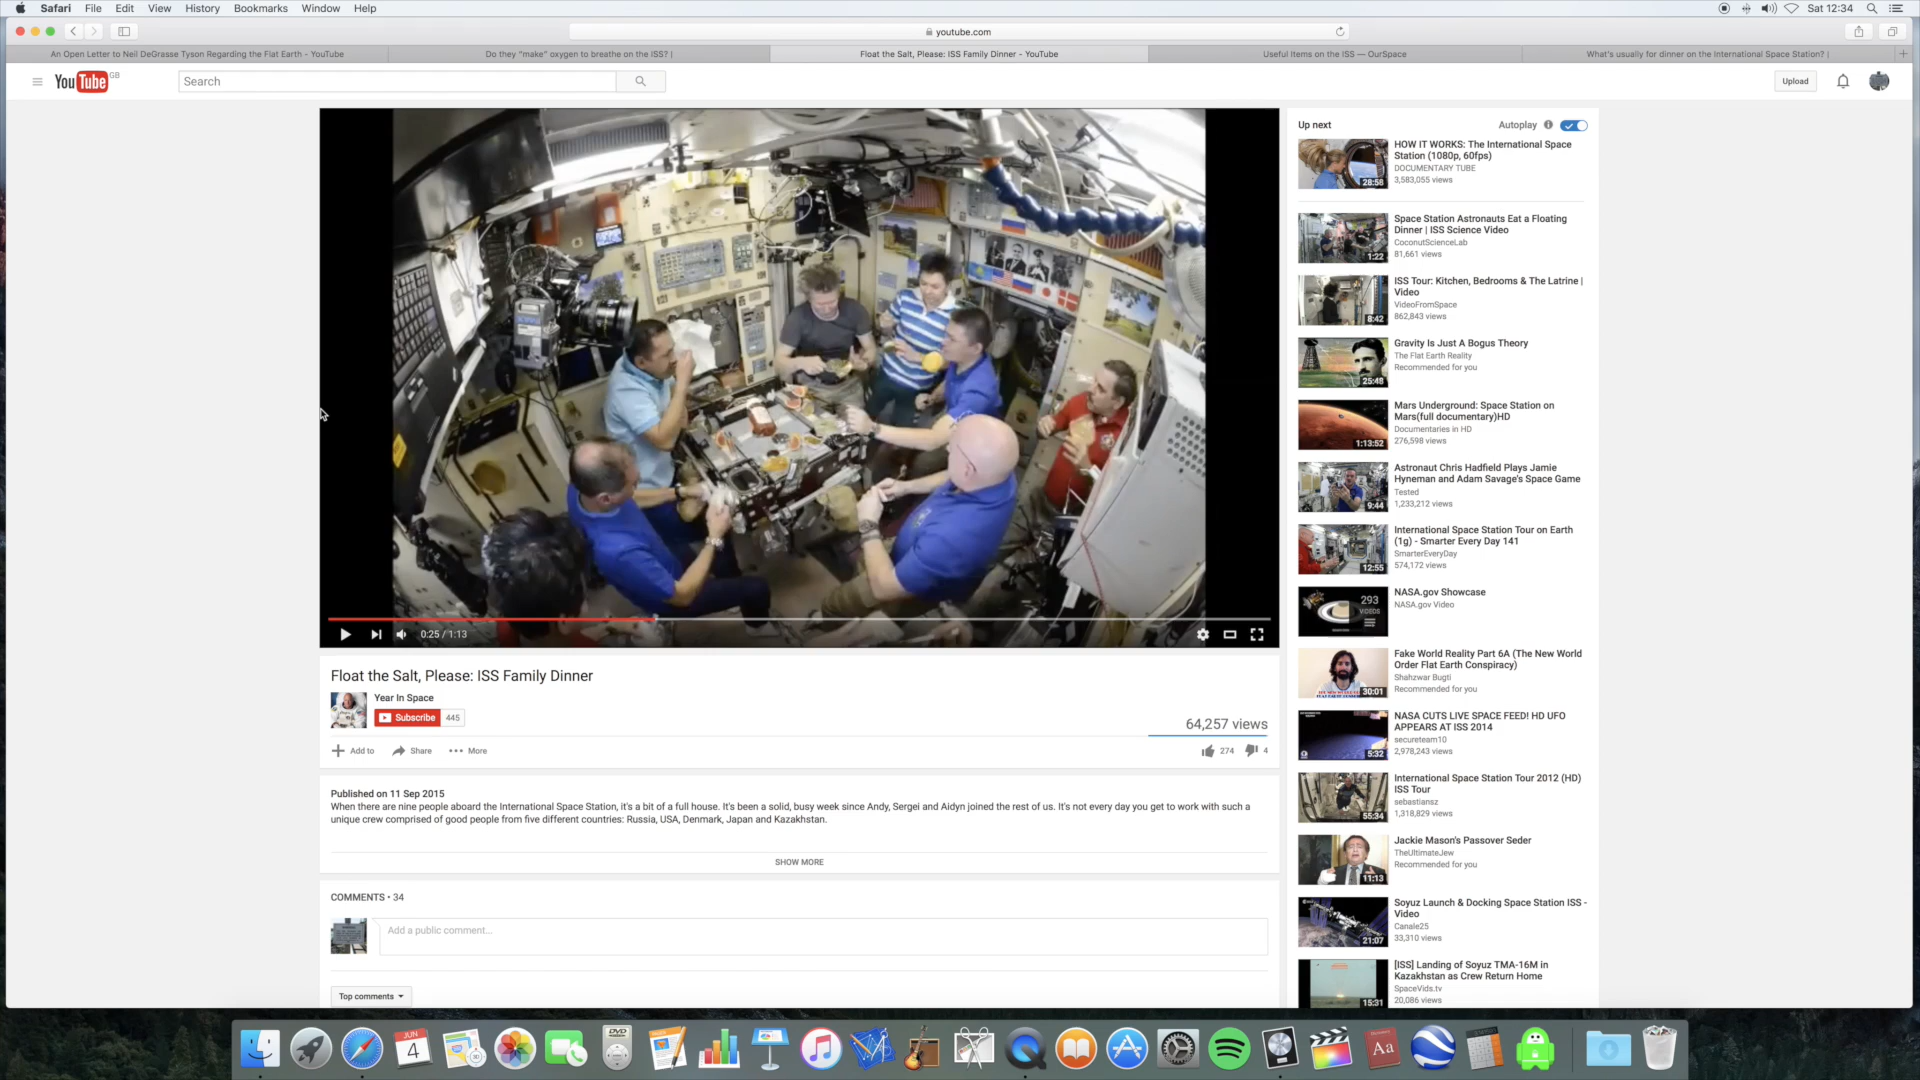 Safari File Edit View History Bookmarks Window Help
Sat 12:34
youtube.com
An Open Letter to Neil DeGrasse Tyson Regarding the Flat Earth - YouTube
Do they "make" oxygen to breathe on the ISS? |
Float the Salt, Please: ISS Family Dinner - YouTube
Useful Items on the ISS — OurSpace
What's usually for dinner on the International Space Station? |
YouTube GB
Search
Upload
0:25 / 1:13
Float the Salt, Please: ISS Family Dinner
Year In Space
Subscribe 445
64,257 views
Add to Share More
274 4
Published on 11 Sep 2015
When there are nine people aboard the International Space Station, it's a bit of a full house. It's been a solid, busy week since Andy, Sergei and Aidyn joined the rest of us. It's not every day you get to work with such a
unique crew comprised of good people from five different countries: Russia, USA, Denmark, Japan and Kazakhstan.
SHOW MORE
COMMENTS • 34
Add a public comment...
Top comments
Up next
Autoplay
HOW IT WORKS: The International Space
Station (1080p, 60fps)
DOCUMENTARY TUBE
3,583,055 views
28:58
Space Station Astronauts Eat a Floating
Dinner | ISS Science Video
CoconutScienceLab
81,661 views
1:22
ISS Tour: Kitchen, Bedrooms & The Latrine |
Video
VideoFromSpace
862,843 views
8:42
Gravity Is Just A Bogus Theory
The Flat Earth Reality
Recommended for you
25:48
Mars Underground: Space Station on
Mars(full documentary)HD
Documentaries in HD
276,598 views
1:13:52
Astronaut Chris Hadfield Plays Jamie
Hyneman and Adam Savage's Space Game
Tested
1,233,212 views
9:44
International Space Station Tour on Earth
(1g) - Smarter Every Day 141
SmarterEveryDay
574,172 views
12:55
NASA.gov Showcase
NASA.gov Video
293
VIDEOS
Fake World Reality Part 6A (The New World
Order Flat Earth Conspiracy)
Shahzwar Bugti
Recommended for you
30:01
NASA CUTS LIVE SPACE FEED! HD UFO
APPEARS AT ISS 2014
secureteam10
2,978,243 views
5:32
International Space Station Tour 2012 (HD)
ISS Tour
sebastiansz
1,318,829 views
55:34
Jackie Mason's Passover Seder
TheUltimateJew
Recommended for you
11:13
Soyuz Launch & Docking Space Station ISS -
Video
Canale25
33,310 views
21:07
[ISS] Landing of Soyuz TMA-16M in
Kazakhstan as Crew Return Home
SpaceVids.tv
20,086 views
15:31
JUN
4
DVD
Aa